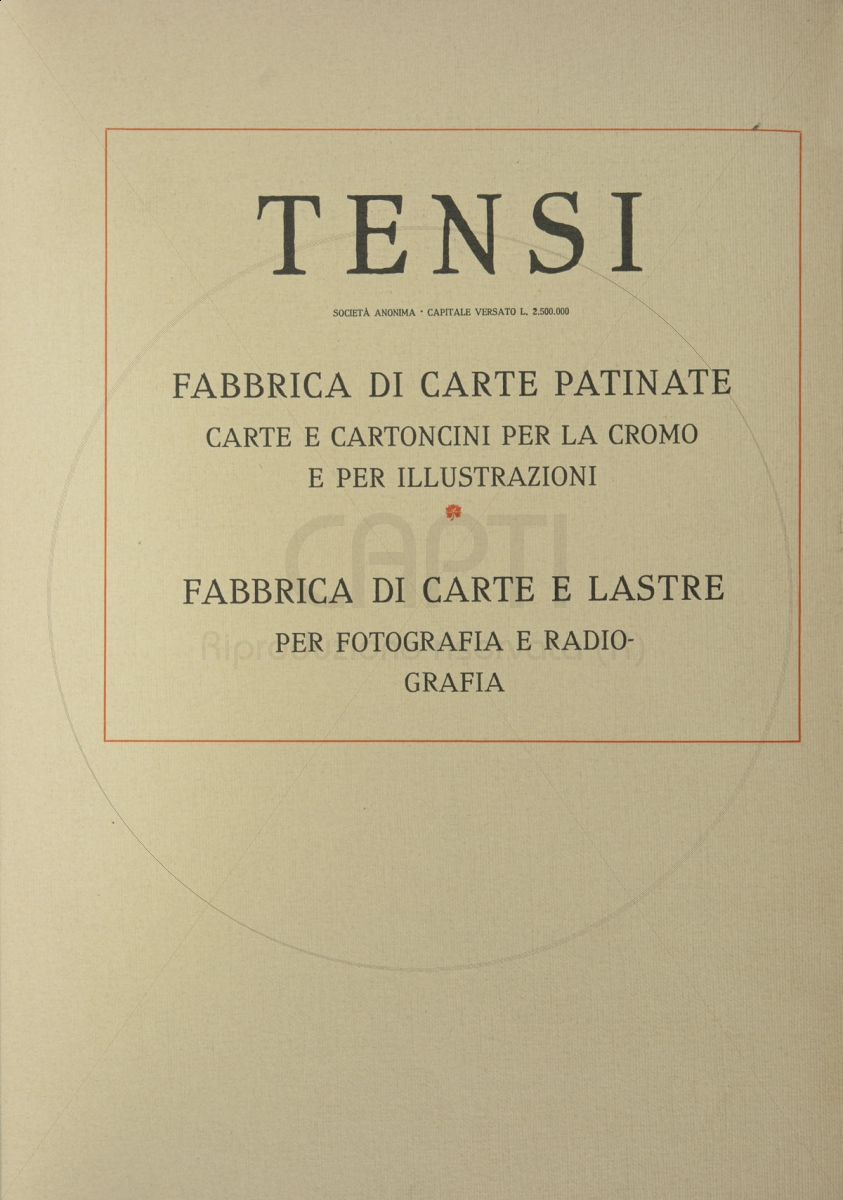 TENSI
SOCIETÀ ANONIMA · CAPITALE VERSATO L. 2.500.000
FABBRICA DI CARTE PATINATE
CARTE E CARTONCINI PER LA CROMO
E PER ILLUSTRAZIONI
CAPTI
FABBRICA DI CARTE E LASTRE
PER FOTOGRAFIA E RADIO-
GRAFIA